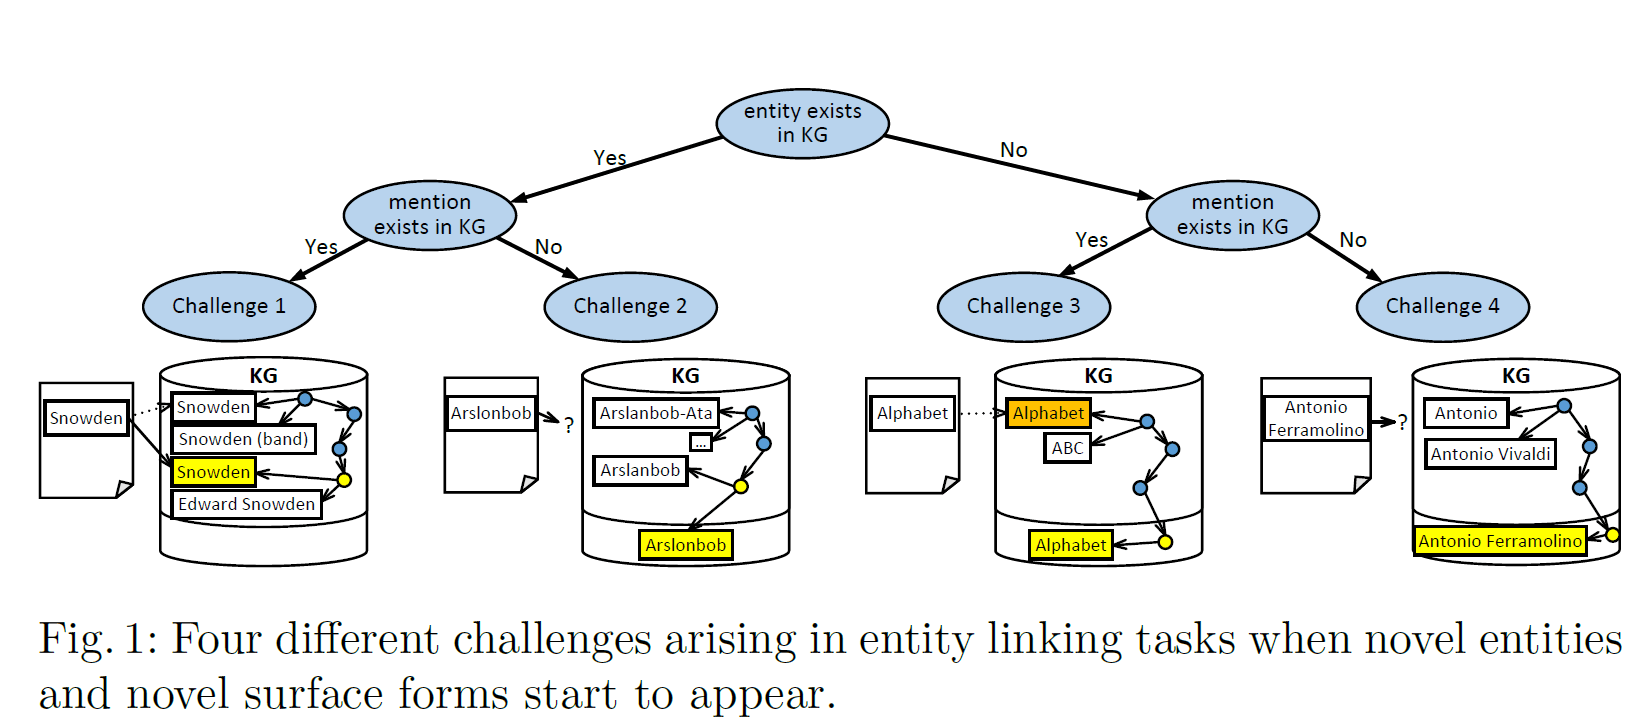 entity exists
in KG
Yes
No
mention
exists in KG
mention
exists in KG
Yes
No
Yes
No
Challenge 1
Challenge 2
Challenge 3
Challenge 4
KG
Snowden
Snowden
Snowden (band)
Snowden
Edward Snowden
KG
Arslonbob
?
Arslanbob-Ata
...
Arslanbob
Arslonbob
KG
Alphabet
Alphabet
ABC
Alphabet
KG
Antonio
Ferramolino
?
Antonio
Antonio Vivaldi
Antonio Ferramolino
Fig. 1: Four different challenges arising in entity linking tasks when novel entities
and novel surface forms start to appear.